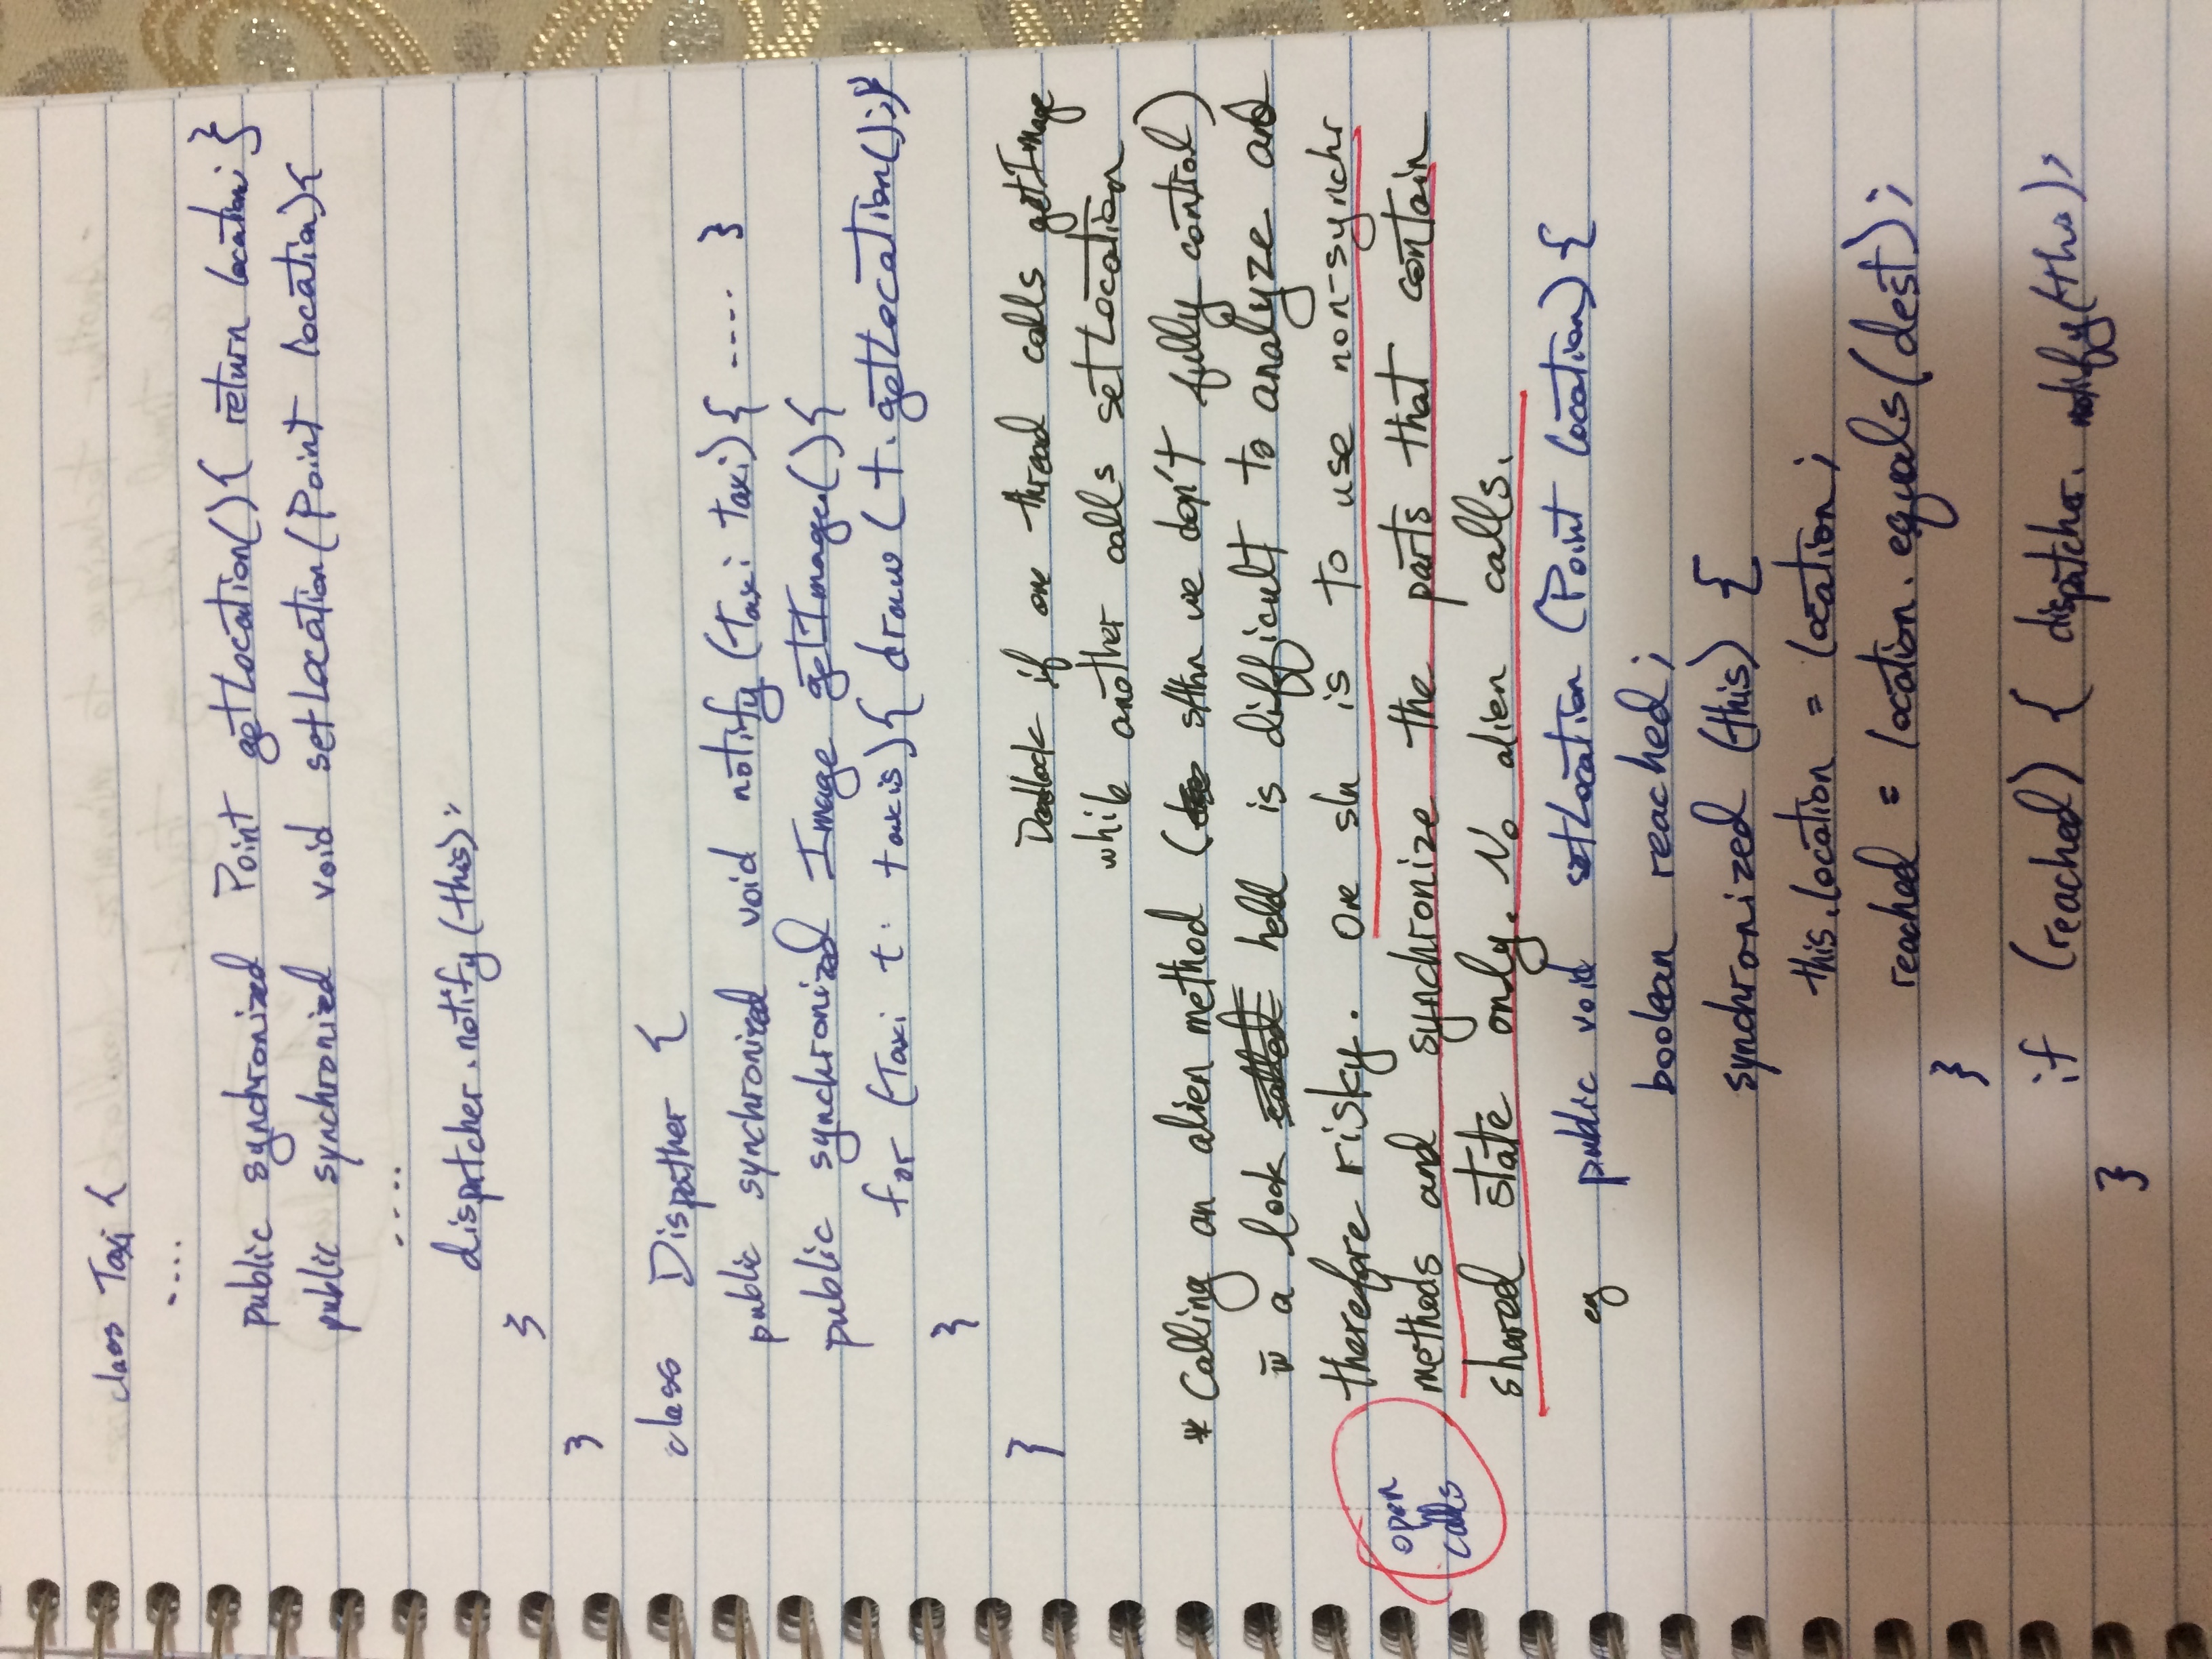 class Taxi {
....
public synchronized Point getLocation(){ return location; }
public synchronized void setLocation(Point location){
....
dispatcher.notify(this);
}
}
class Dispather {
public synchronized void notify (Taxi taxi){ .... }
public synchronized Image getImage(){
for (Taxi t : taxis){ draw (t.getLocation();}
}
}
Deadlock if one thread calls getImage
while another calls setLocation
* Calling an alien method ( sthn we don't fully control)
w̄ a lock called held is difficult to analyze and
therefore risky. One sln is to use non-synchr
open
methods and synchronize the parts that contain
calls
shared state only. No alien calls.
eg public void setLocation (Point location) {
boolean reached;
synchronized (this) {
this.location = location;
reached = location.equals(dest);
}
if (reached) { dispatcher.notify(this);
}